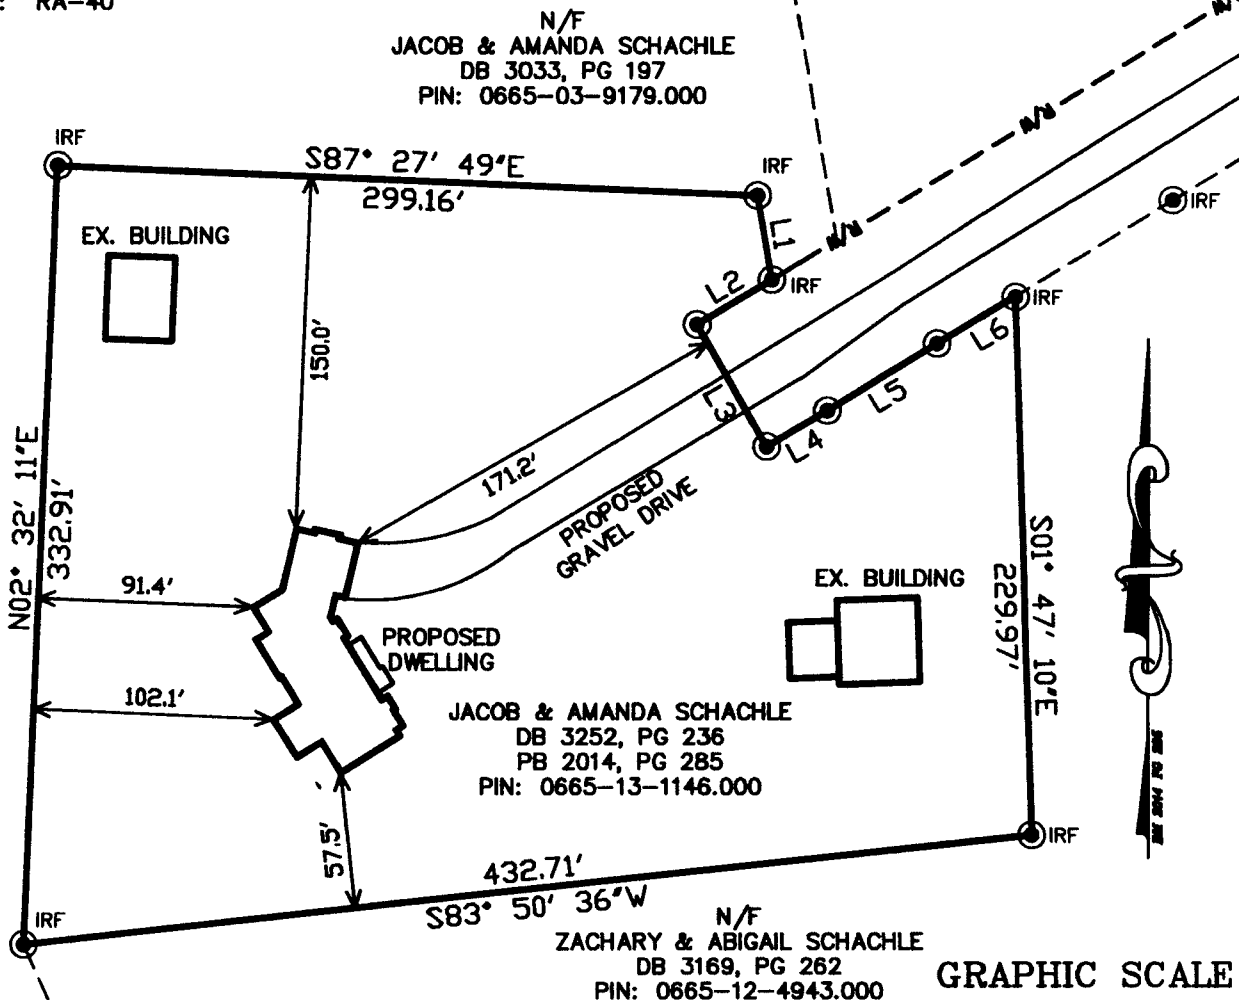 : RA-40
N/F
JACOB & AMANDA SCHACHLE
DB 3033, PG 197
PIN: 0665-03-9179.000
R/W
R/W
R/W
IRF
S87° 27' 49"E
299.16'
IRF
IRF
EX. BUILDING
L1
L2
IRF
IRF
L6
L5
L3
L4
150.0'
171.2'
PROPOSED
GRAVEL DRIVE
N02° 32' 11"E
332.91'
91.4'
EX. BUILDING
S01° 47' 10"E
229.97'
PROPOSED
DWELLING
102.1'
JACOB & AMANDA SCHACHLE
DB 3252, PG 236
PB 2014, PG 285
PIN: 0665-13-1146.000
57.5'
IRF
432.71'
S83° 50' 36"W
IRF
N/F
ZACHARY & ABIGAIL SCHACHLE
DB 3169, PG 262
PIN: 0665-12-4943.000
GRAPHIC SCALE